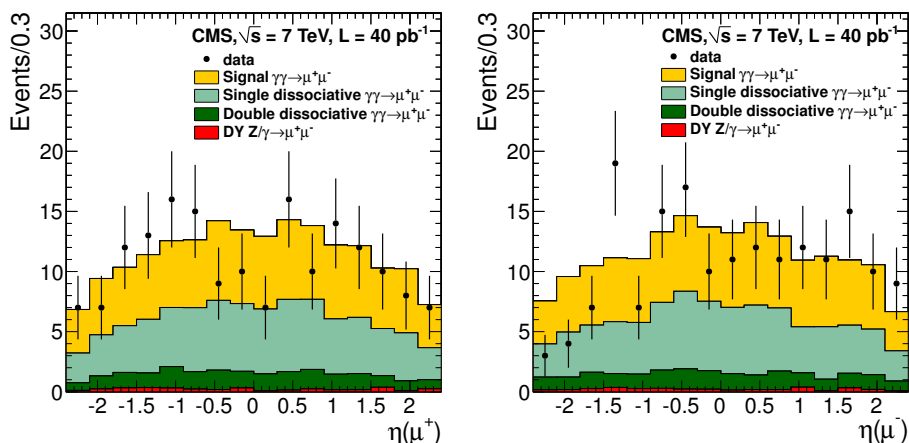 CMS, √s = 7 TeV, L = 40 pb⁻¹
data
Signal γγ→μ⁺μ⁻
Single dissociative γγ→μ⁺μ⁻
Double dissociative γγ→μ⁺μ⁻
DY Z/γ→μ⁺μ⁻
Events/0.3
30
25
20
15
10
5
0
-2 -1.5 -1 -0.5 0 0.5 1 1.5 2
η(μ⁺)
CMS, √s = 7 TeV, L = 40 pb⁻¹
data
Signal γγ→μ⁺μ⁻
Single dissociative γγ→μ⁺μ⁻
Double dissociative γγ→μ⁺μ⁻
DY Z/γ→μ⁺μ⁻
Events/0.3
30
25
20
15
10
5
0
-2 -1.5 -1 -0.5 0 0.5 1 1.5 2
η(μ⁻)